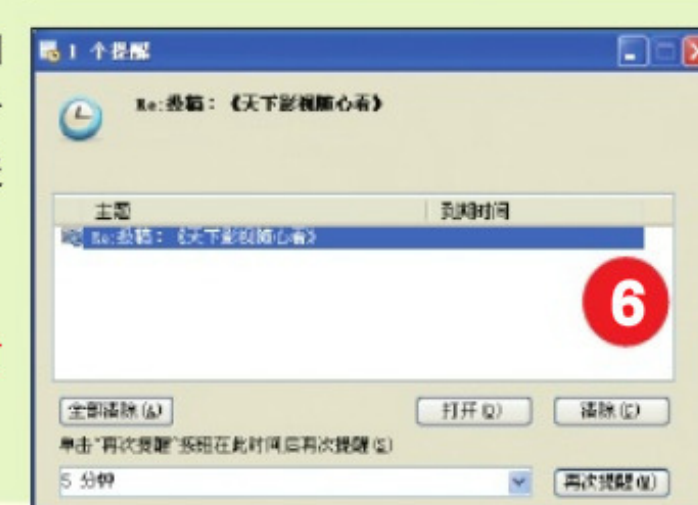 1 个提醒
Re:投稿：《天下影视随心看》
主题 到期时间
Re:投稿：《天下影视随心看》
6
全部清除(A) 打开(O) 清除(C)
单击“再次提醒”按钮在此时间后再次提醒(S)
5 分钟 再次提醒(N)